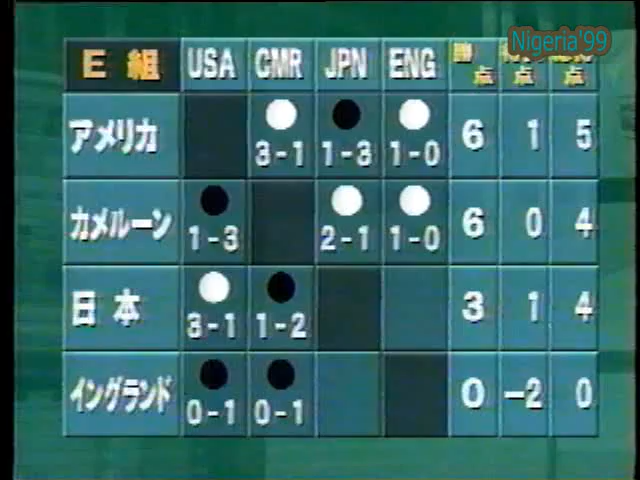 Nigeria'99
E 組 USA CMR JPN ENG 勝点 得点
アメリカ 3-1 1-3 1-0 6 1 5
カメルーン 1-3 2-1 1-0 6 0 4
日本 3-1 1-2 3 1 4
イングランド 0-1 0-1 0 -2 0